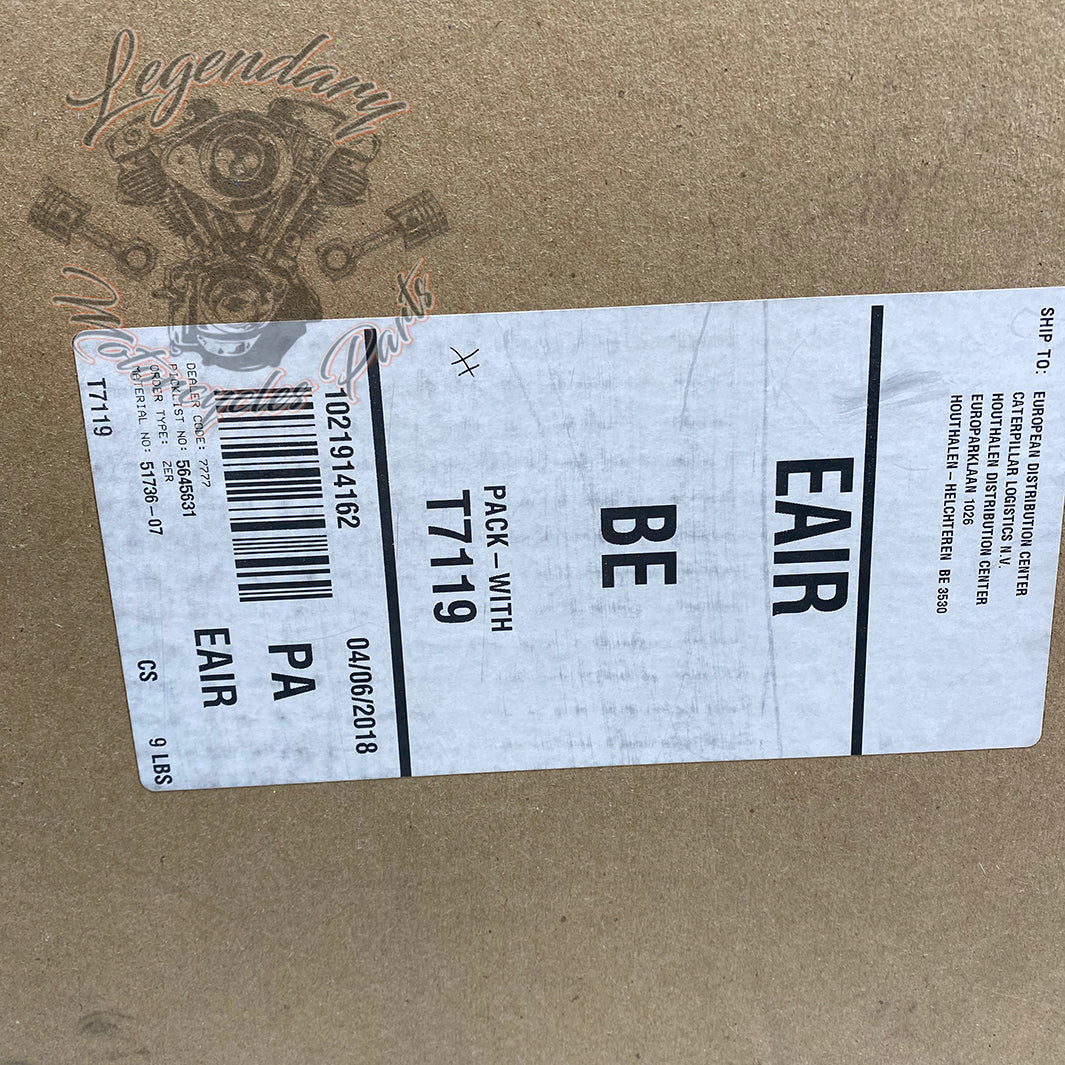 Legendary
Motorcycles Parts
SHIP TO:
EUROPEAN DISTRIBUTION CENTER
CATERPILLAR LOGISTICS N.V.
HOUTHALEN DISTRIBUTION CENTER
EUROPARKLAAN 1026
HOUTHALEN-HELCHTEREN BE 3530
EAIR
BE
PACK-WITH
T7119
1021914162 04/06/2018
PA
EAIR
DEALER CODE: ????
PICKLIST NO: 5645631
ORDER TYPE: ZER
MATERIAL NO: 51736-07 CS 9 LBS
T7119